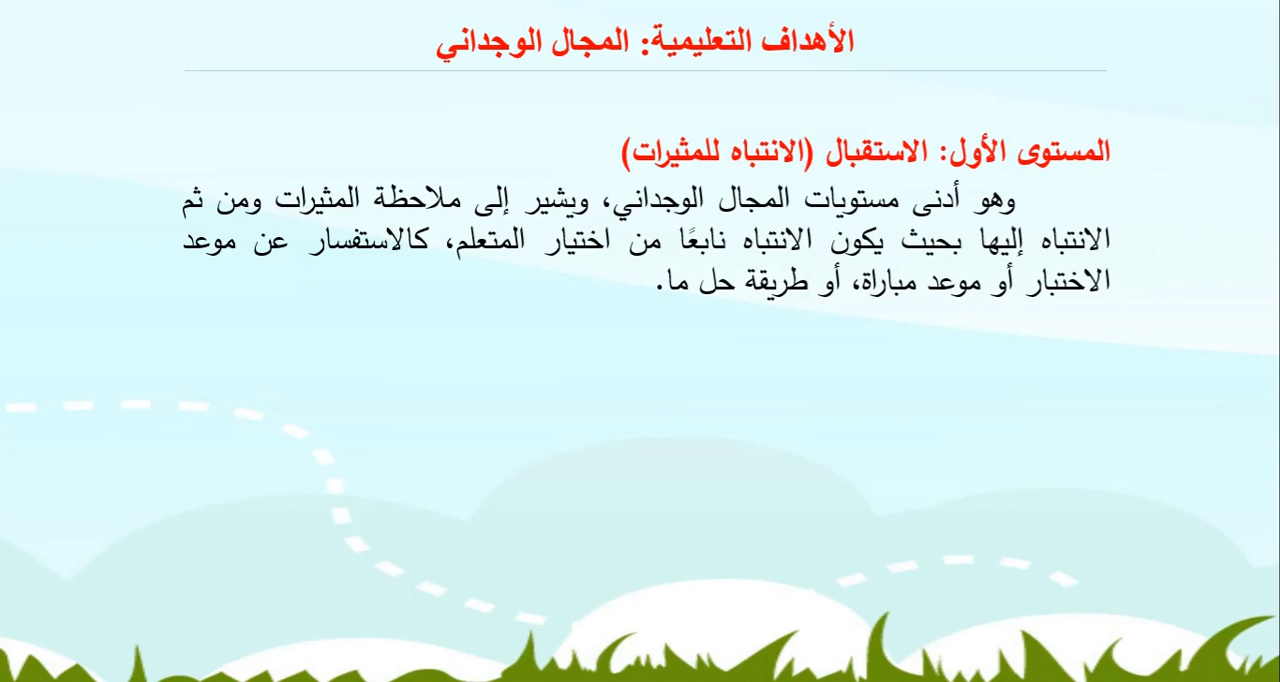 الأهداف التعليمية: المجال الوجداني
المستوى الأول: الاستقبال (الانتباه للمثيرات)
وهو أدنى مستويات المجال الوجداني، ويشير إلى ملاحظة المثيرات ومن ثم
الانتباه إليها بحيث يكون الانتباه نابعًا من اختيار المتعلم، كالاستفسار عن موعد
الاختبار أو موعد مباراة، أو طريقة حل ما.